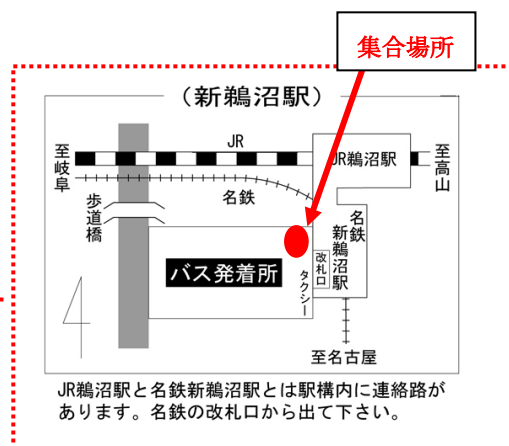 集合場所
（新鵜沼駅）
JR
至岐阜
JR鵜沼駅
至高山
名鉄
歩道橋
名鉄
新鵜沼駅
改札口
バス発着所
タクシー
至名古屋
JR鵜沼駅と名鉄新鵜沼駅とは駅構内に連絡路が
あります。名鉄の改札口から出て下さい。